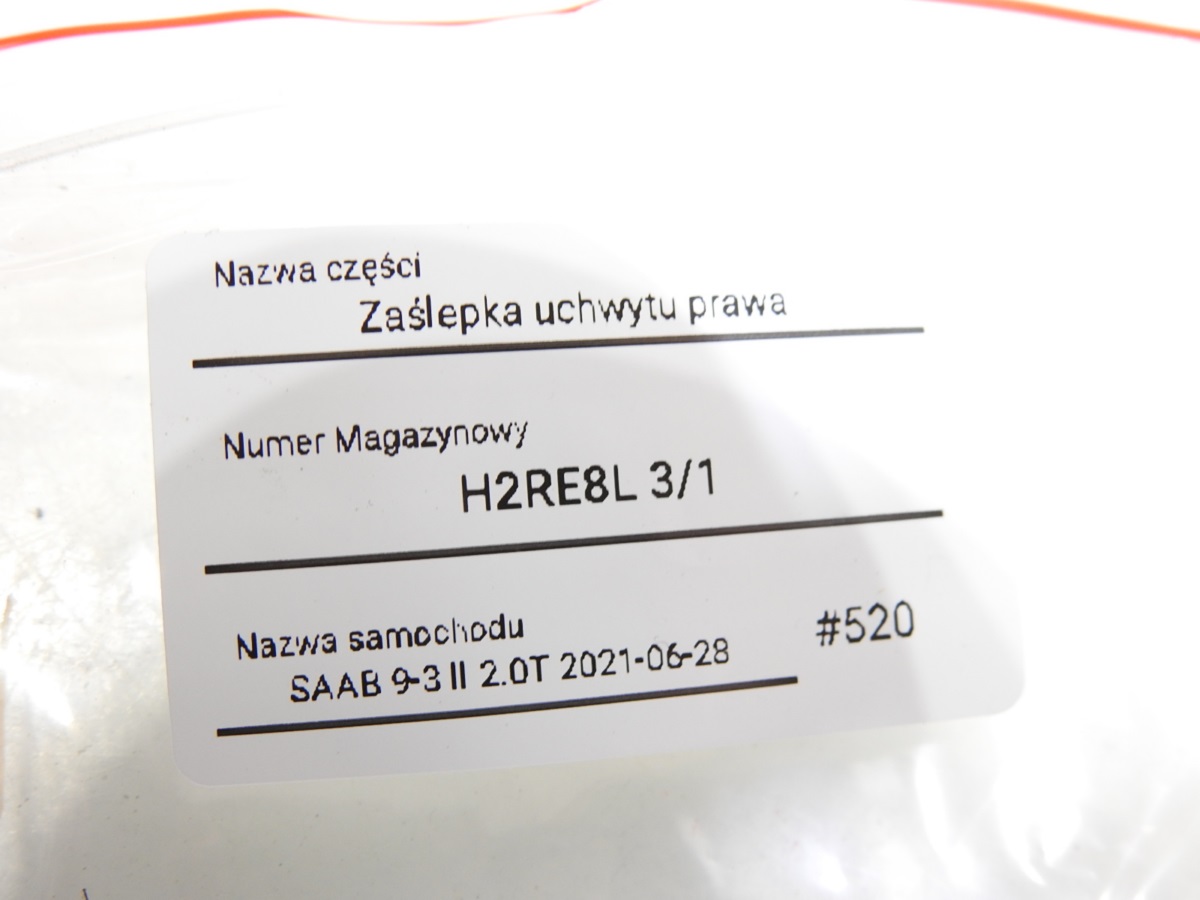 Nazwa części
Zaślepka uchwytu prawa
Numer Magazynowy
H2RE8L 3/1
Nazwa samochodu
#520
SAAB 9-3 II 2.0T 2021-06-28